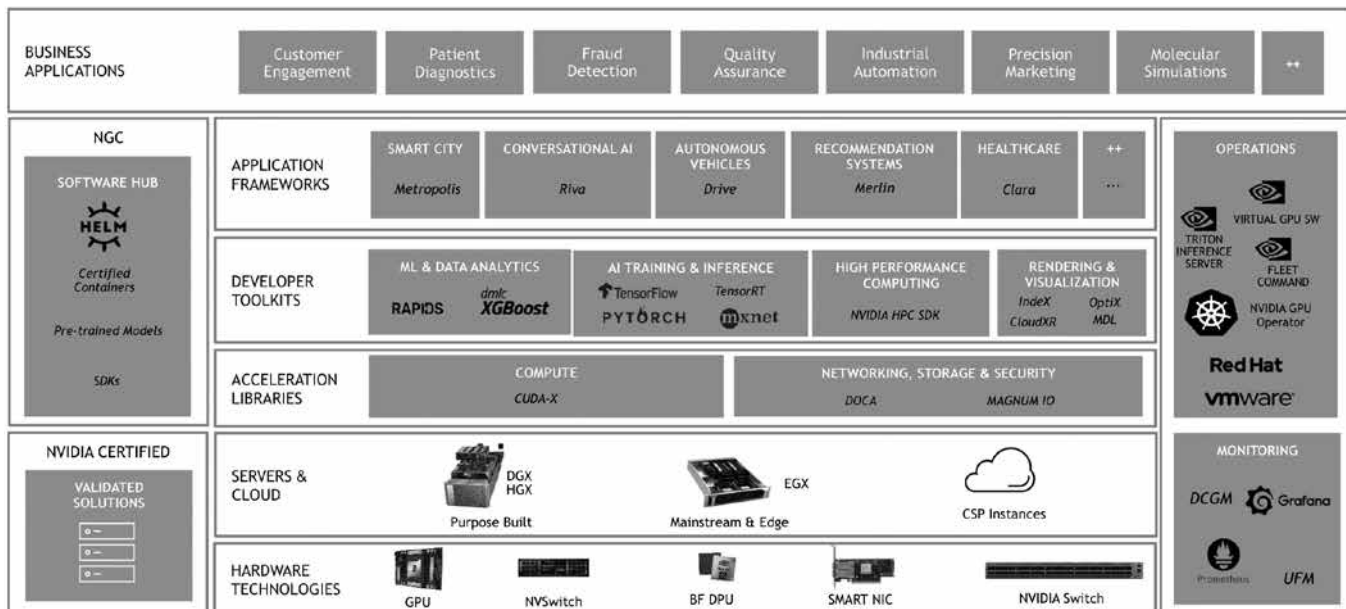 BUSINESS
APPLICATIONS
Customer
Engagement
Patient
Diagnostics
Fraud
Detection
Quality
Assurance
Industrial
Automation
Precision
Marketing
Molecular
Simulations
++
NGC
SOFTWARE HUB
HELM
Certified
Containers
Pre-trained Models
SDKs
APPLICATION
FRAMEWORKS
SMART CITY
Metropolis
CONVERSATIONAL AI
Riva
AUTONOMOUS
VEHICLES
Drive
RECOMMENDATION
SYSTEMS
Merlin
HEALTHCARE
Clara
++
...
DEVELOPER
TOOLKITS
ML & DATA ANALYTICS
RAPIDS
dmlc
XGBoost
AI TRAINING & INFERENCE
TensorFlow
TensorRT
PYTORCH
mxnet
HIGH PERFORMANCE
COMPUTING
NVIDIA HPC SDK
RENDERING &
VISUALIZATION
IndeX
OptiX
CloudXR
MDL
ACCELERATION
LIBRARIES
COMPUTE
CUDA-X
NETWORKING, STORAGE & SECURITY
DOCA
MAGNUM IO
OPERATIONS
VIRTUAL GPU SW
TRITON
INFERENCE
SERVER
FLEET
COMMAND
NVIDIA GPU
Operator
Red Hat
vmware
NVIDIA CERTIFIED
VALIDATED
SOLUTIONS
SERVERS &
CLOUD
DGX
HGX
Purpose Built
EGX
Mainstream & Edge
CSP Instances
HARDWARE
TECHNOLOGIES
GPU
NVSwitch
BF DPU
SMART NIC
NVIDIA Switch
MONITORING
DCGM
Grafana
Prometheus
UFM